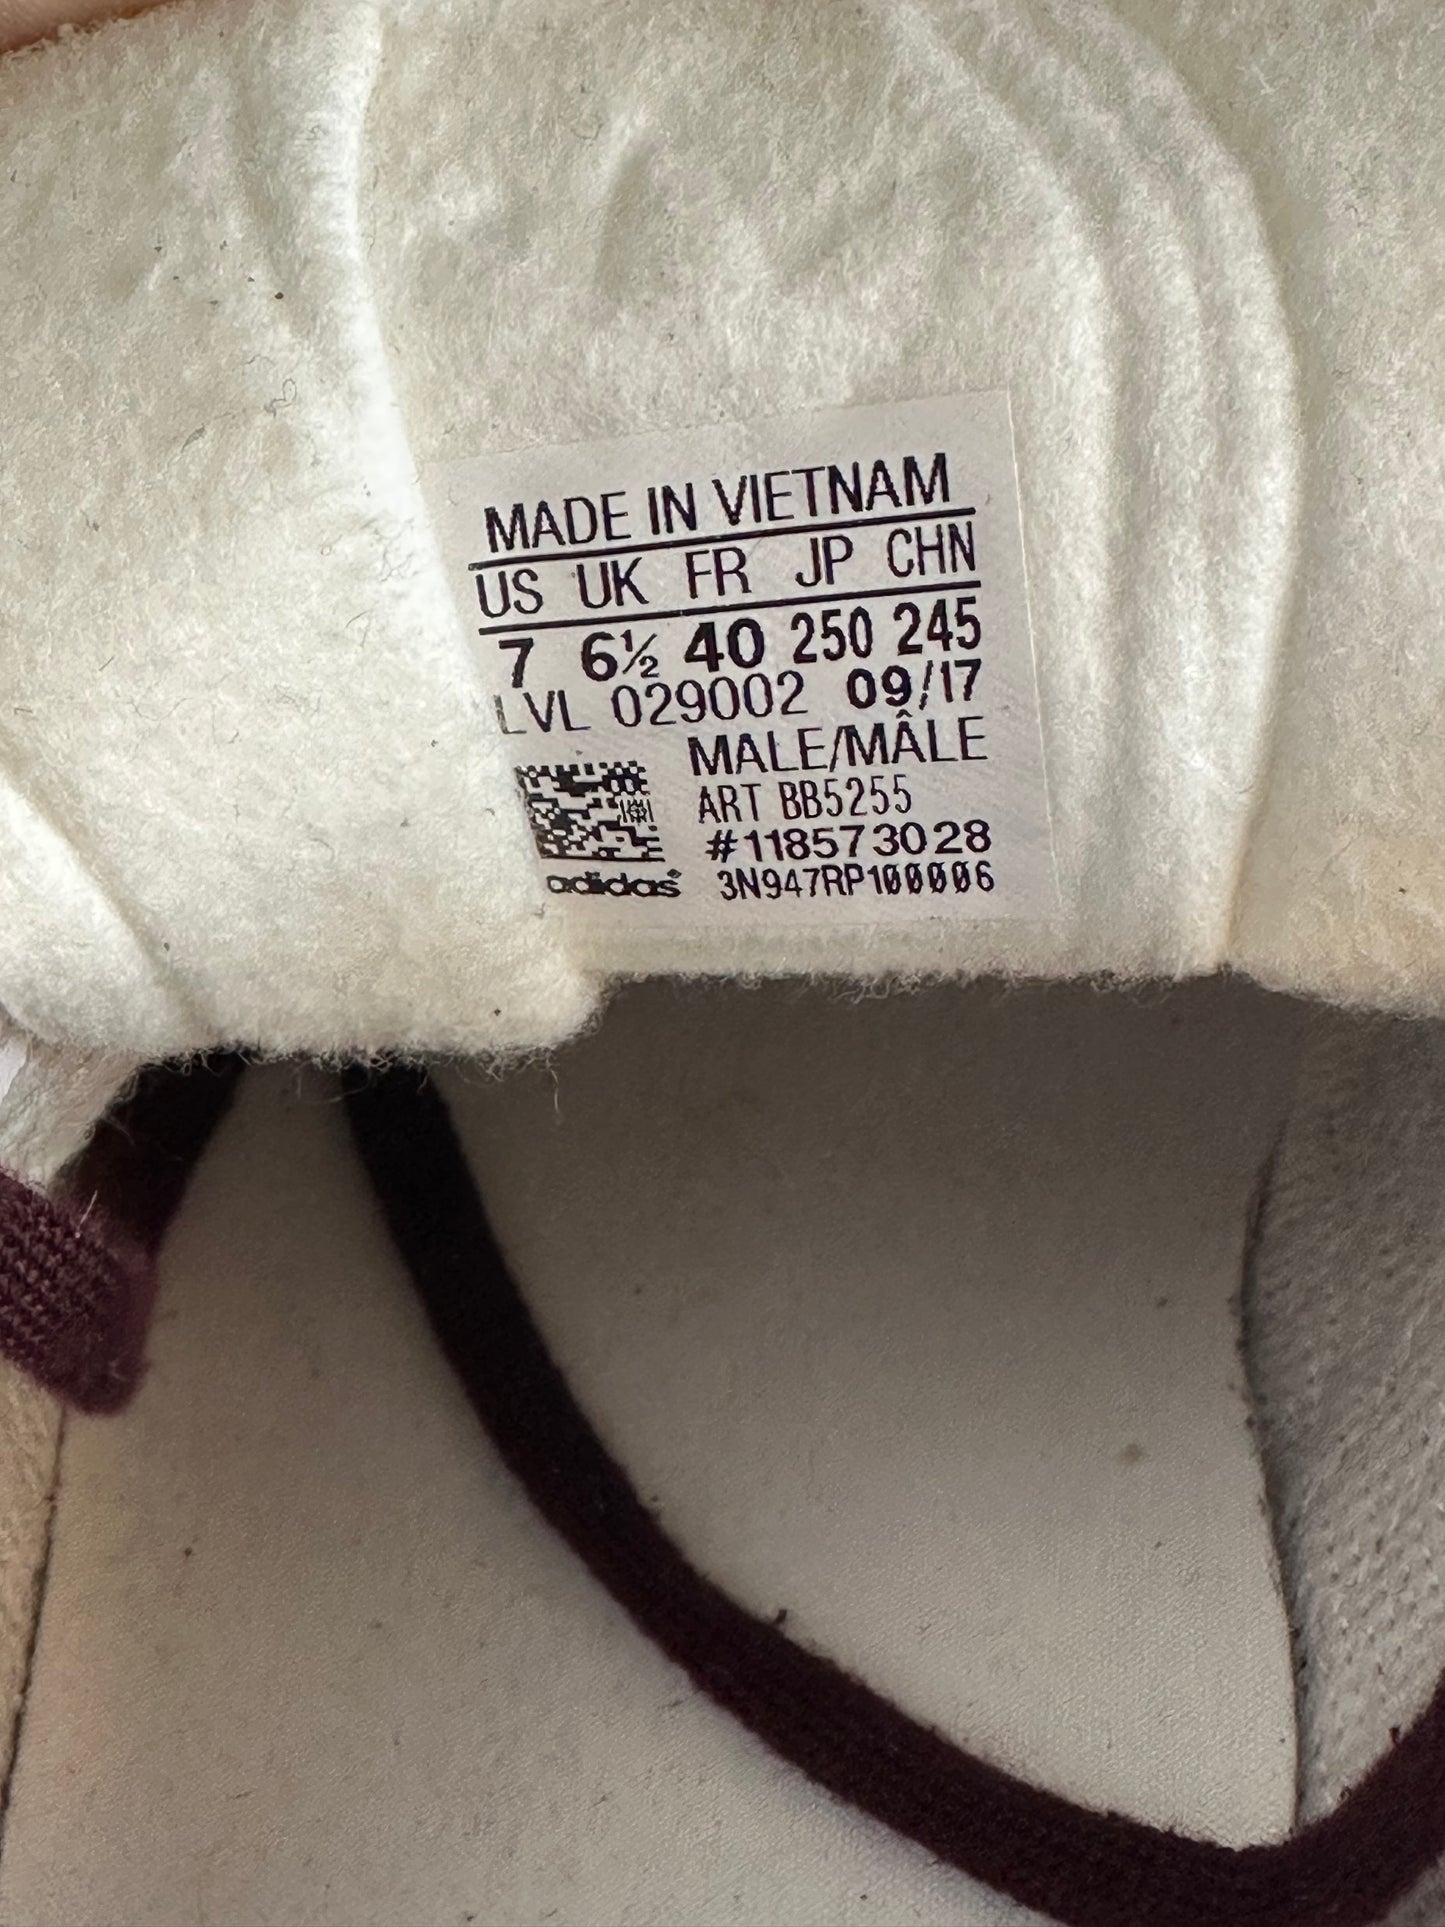 MADE IN VIETNAM
US UK FR JP CHN
7 6½ 40 250 245
LVL 029002 09/17
MALE/MÂLE
ART BB5255
#118573028
adidas® 3N947RP100006